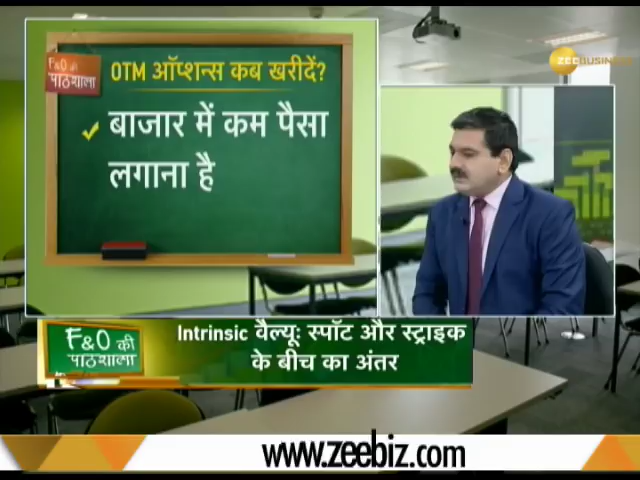 F&O की
पाठशाला
OTM ऑप्शन्स कब खरीदें?
बाजार में कम पैसा
लगाना है
ZEE BUSINESS
F&O की
पाठशाला
Intrinsic वैल्यू: स्पॉट और स्ट्राइक
के बीच का अंतर
www.zeebiz.com